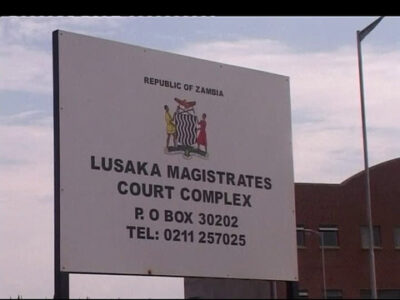 REPUBLIC OF ZAMBIA
LUSAKA MAGISTRATES
COURT COMPLEX
P. O BOX 30202
TEL: 0211 257025